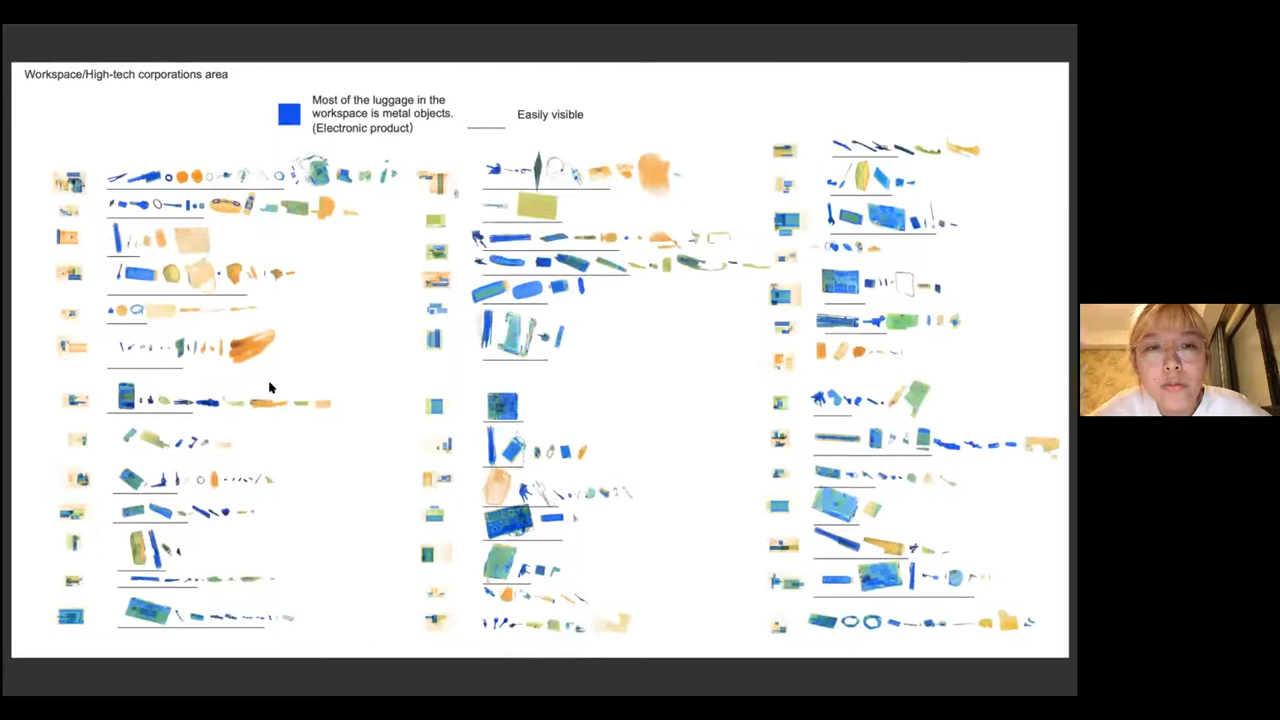 Workspace/High-tech corporations area
Most of the luggage in the
workspace is metal objects.
(Electronic product)
Easily visible